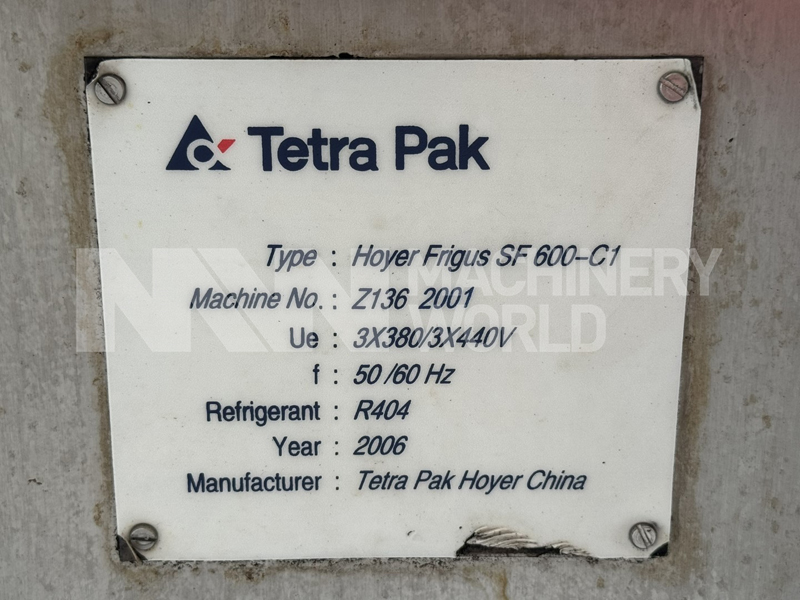 Tetra Pak
Type : Hoyer Frigus SF 600-C1
Machine No. : Z136 2001
Ue : 3X380/3X440V
f : 50 /60 Hz
Refrigerant : R404
Year : 2006
Manufacturer : Tetra Pak Hoyer China
MACHINERY
WORLD